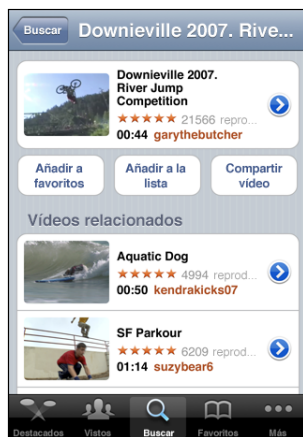 Buscar Downieville 2007. Rive...
Downieville 2007.
River Jump
Competition
21566 repro...
00:44 garythebutcher
Añadir a
favoritos
Añadir a la
lista
Compartir
vídeo
Vídeos relacionados
Aquatic Dog
4994 reprod...
00:50 kendrakicks07
SF Parkour
6209 reprod...
01:14 suzybear6
Destacados Vistos Buscar Favoritos Más